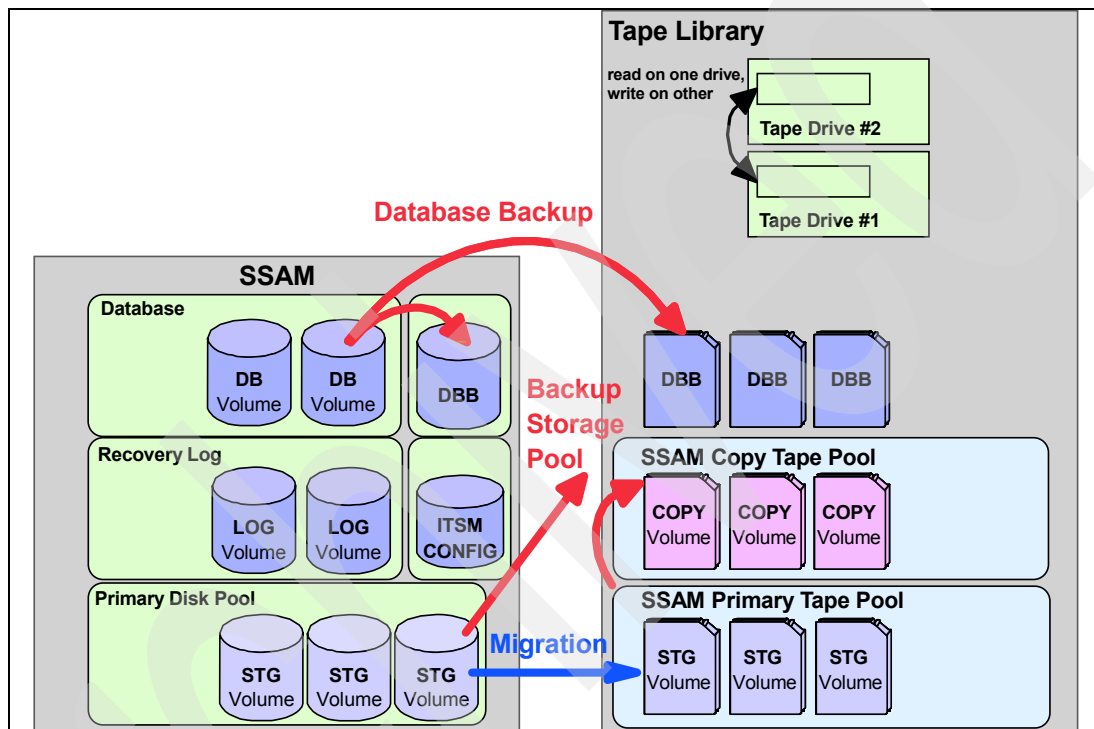 Tape Library
read on one drive,
write on other
Tape Drive #2
Tape Drive #1
Database Backup
SSAM
Database
DB
Volume
DB
Volume
DBB
DBB
DBB
DBB
Backup
Storage
Pool
Recovery Log
LOG
Volume
LOG
Volume
ITSM
CONFIG
SSAM Copy Tape Pool
COPY
Volume
COPY
Volume
COPY
Volume
Primary Disk Pool
STG
Volume
STG
Volume
STG
Volume
Migration
SSAM Primary Tape Pool
STG
Volume
STG
Volume
STG
Volume